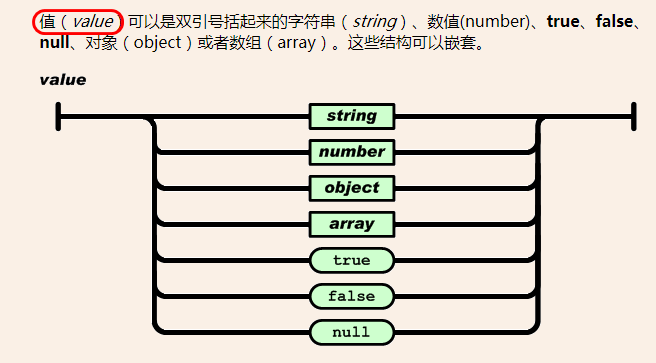 值（value）可以是双引号括起来的字符串（string）、数值(number)、true、false、
null、对象（object）或者数组（array）。这些结构可以嵌套。
value
string
number
object
array
true
false
null